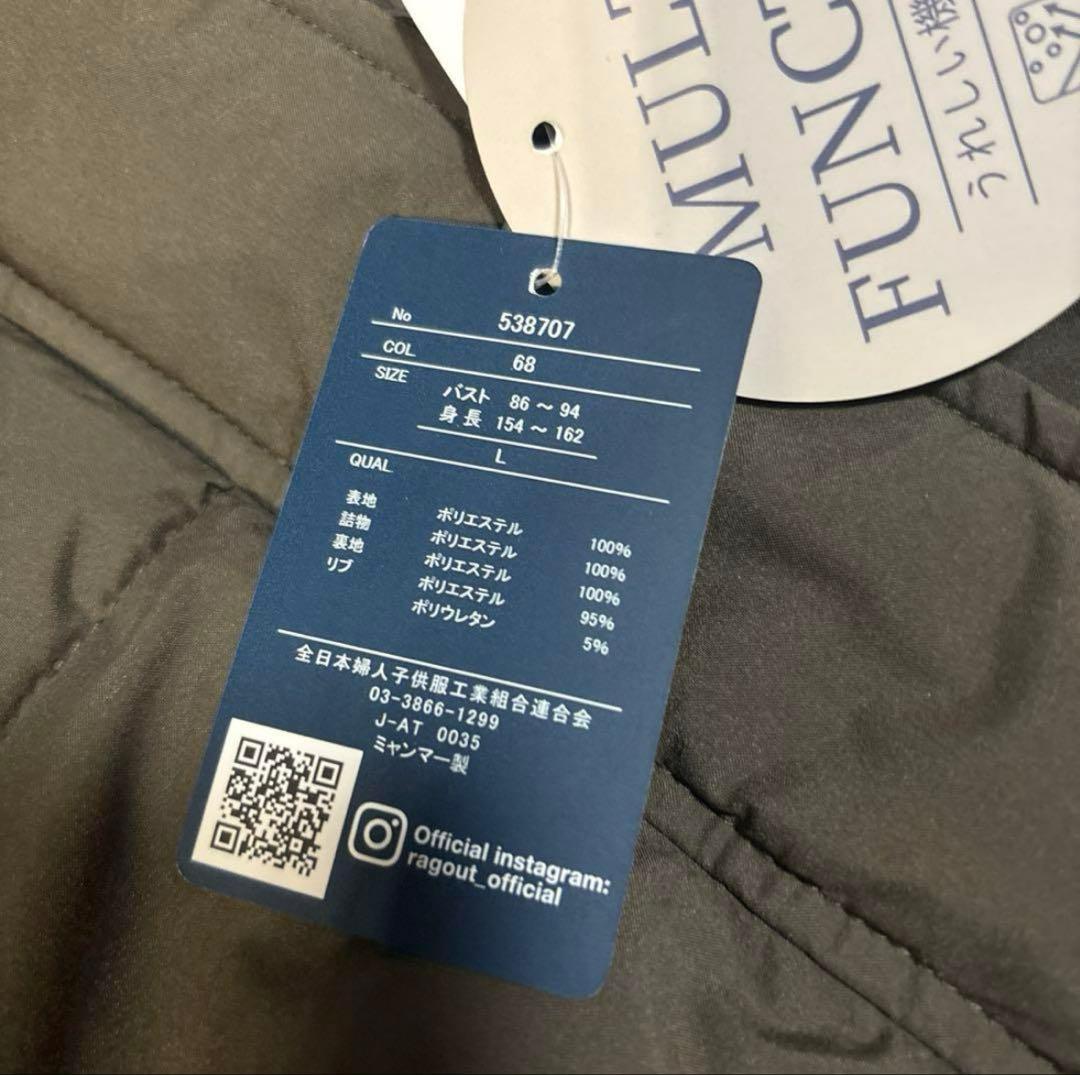 MULT
FUNCT
うれしい機
No 538707
COL 68
SIZE バスト 86 ～ 94
身長 154 ～ 162
L
QUAL
表地 ポリエステル 100%
詰物 ポリエステル 100%
裏地 ポリエステル 100%
リブ ポリエステル 95%
ポリウレタン 5%
全日本婦人子供服工業組合連合会
03-3866-1299
J-AT 0035
ミャンマー製
Official instagram:
ragout_official